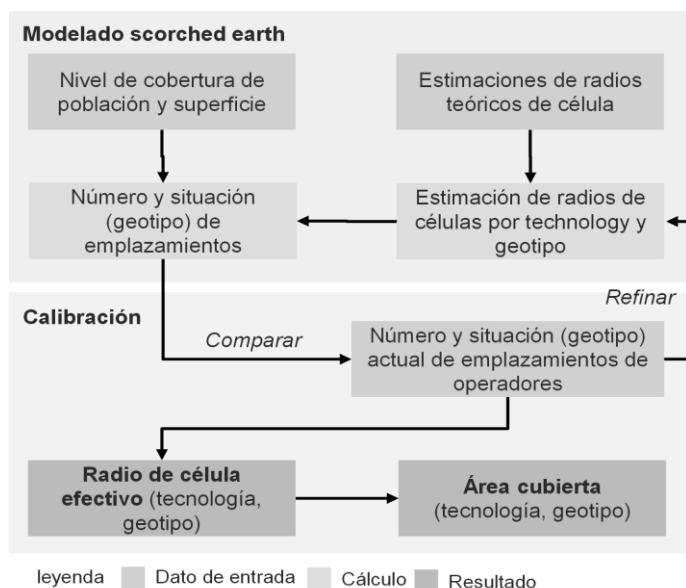 Modelado scorched earth
Nivel de cobertura de
población y superficie
Estimaciones de radios
teóricos de célula
Número y situación
(geotipo) de
emplazamientos
Estimación de radios de
células por technology y
geotipo
Refinar
Calibración
Comparar
Número y situación (geotipo)
actual de emplazamientos de
operadores
Radio de célula
efectivo (tecnología,
geotipo)
Área cubierta
(tecnología, geotipo)
leyenda Dato de entrada Cálculo Resultado